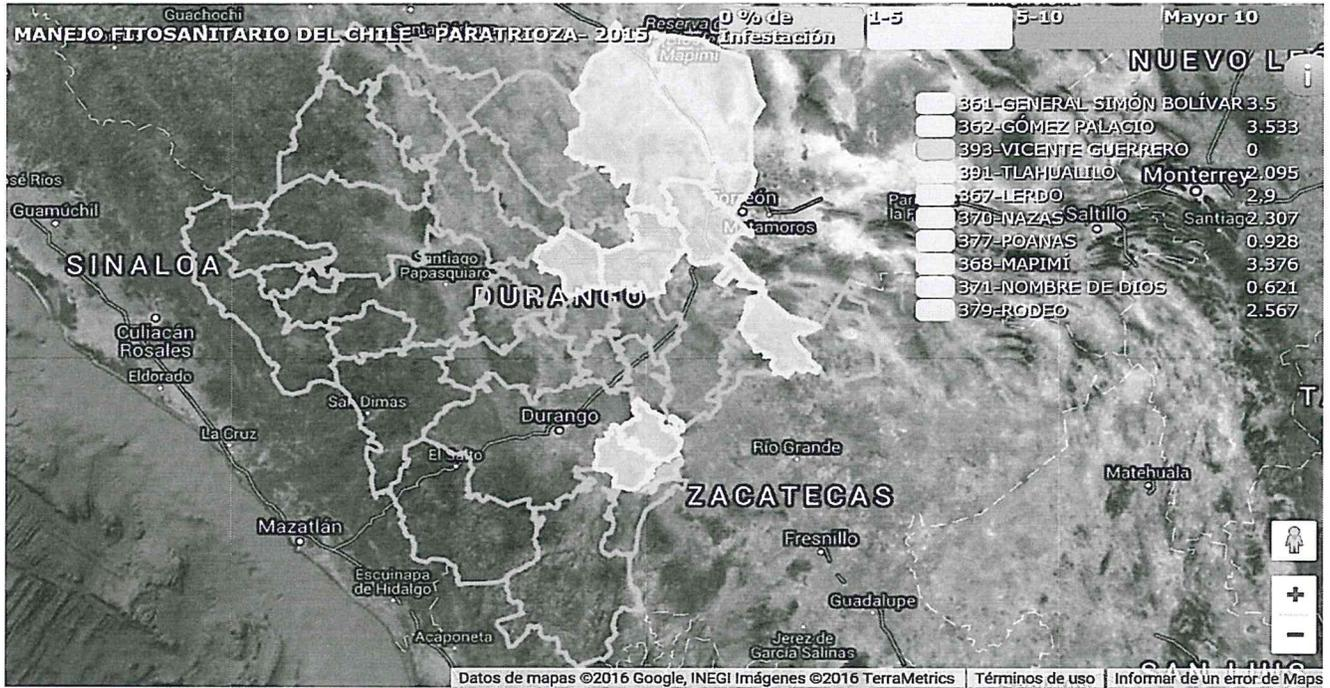 Guachochi
MANEJO FITOSANITARIO DEL CHILE - PARATRIOZA- 2015
0 % de Infestación
1-5
5-10
Mayor 10
Mapimí
NUEVO
i
361-GENERAL SIMÓN BOLÍVAR 3.5
362-GÓMEZ PALACIO 3.533
393-VICENTE GUERRERO 0
391-TLAHUALILO 2.095
367-LERDO 2,9
370-NAZAS 2.307
377-POANAS 0.928
368-MAPIMÍ 3.376
371-NOMBRE DE DIOS 0.621
379-RODEO 2.567
Monterrey
Saltillo
Santiago
sé Ríos
Guamúchil
SINALOA
Santiago
Papasquiaro
DURANGO
Culiacán
Rosales
Eldorado
San Dimas
La Cruz
Durango
El Salto
Río Grande
Matehuala
ZACATECAS
Mazatlán
Fresnillo
Escuinapa
de Hidalgo
Guadalupe
Acaponeta
Jerez de
García Salinas
+
−
Datos de mapas ©2016 Google, INEGI Imágenes ©2016 TerraMetrics
Términos de uso
Informar de un error de Maps